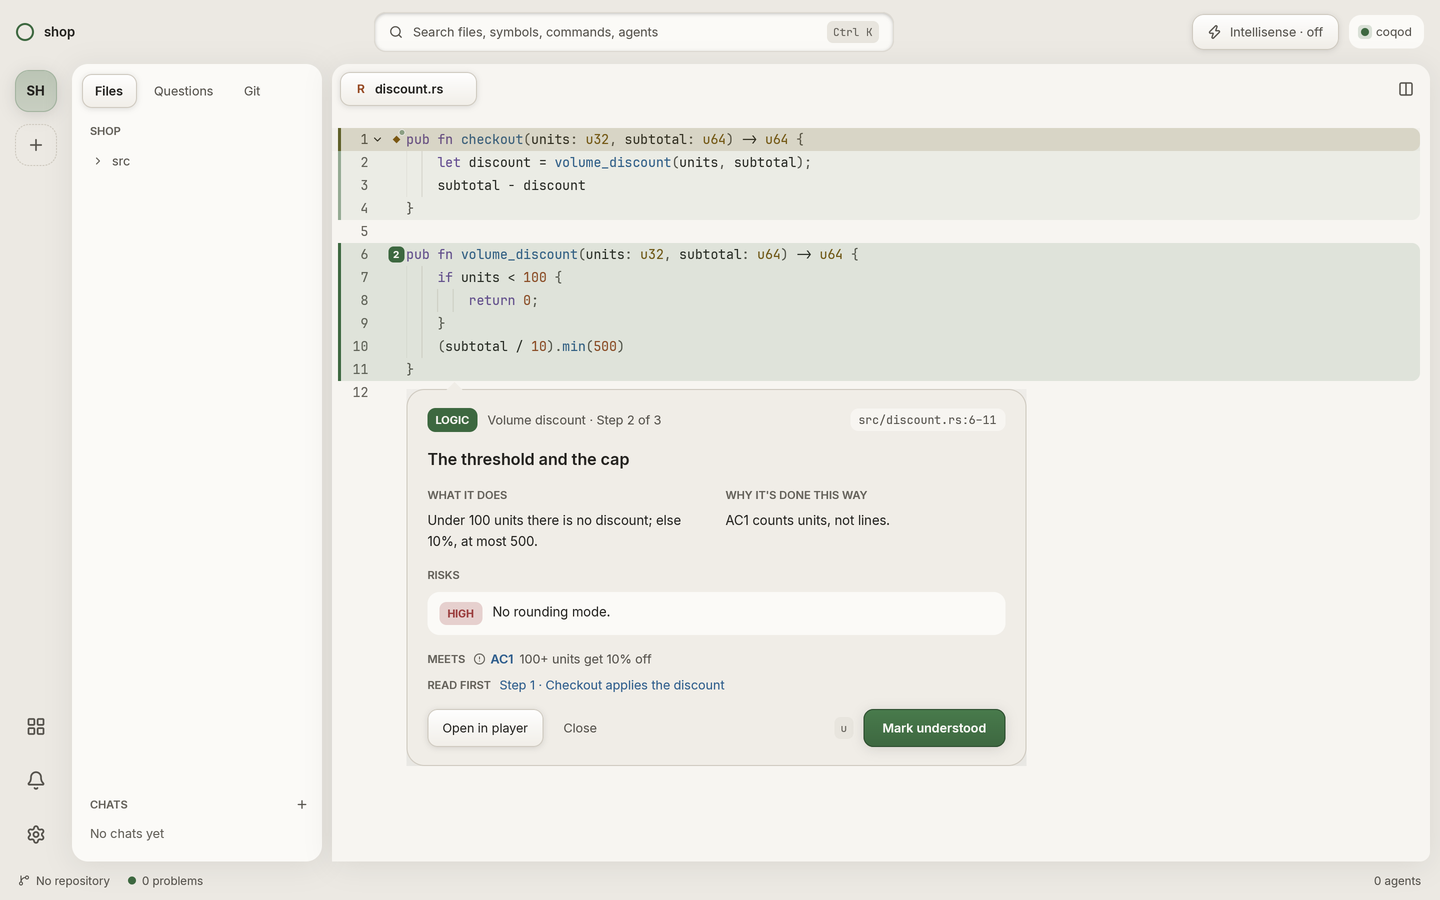 shop
Search files, symbols, commands, agents
Ctrl K
Intellisense · off
coqod
SH
Files
Questions
Git
SHOP
src
CHATS
No chats yet
R discount.rs
1 pub fn checkout(units: u32, subtotal: u64) → u64 {
2 let discount = volume_discount(units, subtotal);
3 subtotal - discount
4 }
5
6 2 pub fn volume_discount(units: u32, subtotal: u64) → u64 {
7 if units < 100 {
8 return 0;
9 }
10 (subtotal / 10).min(500)
11 }
12
LOGIC Volume discount · Step 2 of 3
src/discount.rs:6–11
The threshold and the cap
WHAT IT DOES
Under 100 units there is no discount; else
10%, at most 500.
WHY IT'S DONE THIS WAY
AC1 counts units, not lines.
RISKS
HIGH No rounding mode.
MEETS AC1 100+ units get 10% off
READ FIRST Step 1 · Checkout applies the discount
Open in player
Close
u
Mark understood
No repository
0 problems
0 agents